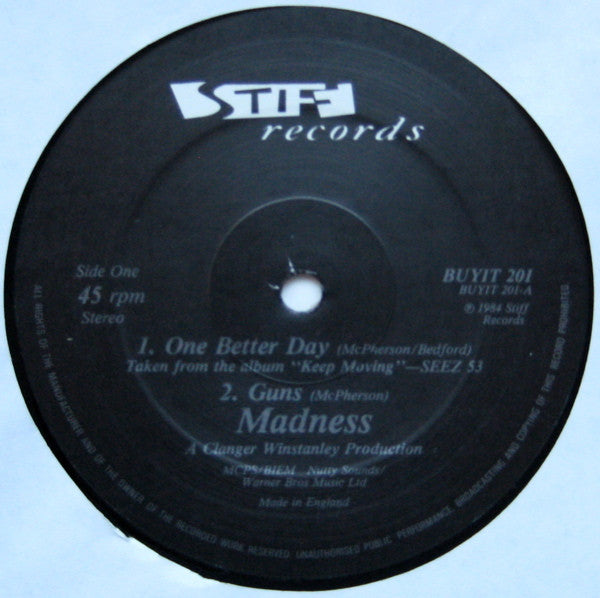 STIFF
records
Side One
45 rpm
Stereo
BUYIT 201
BUYIT 201-A
℗ 1984 Stiff
Records
1. One Better Day (McPherson/Bedford)
Taken from the album "Keep Moving"—SEEZ 53
2. Guns (McPherson)
Madness
A Clanger Winstanley Production
MCPS/BIEM Nutty Sounds/
Warner Bros Music Ltd
Made in England
ALL RIGHTS OF THE MANUFACTURER AND OF THE OWNER OF THE RECORDED WORK RESERVED. UNAUTHORISED PUBLIC PERFORMANCE, BROADCASTING AND COPYING OF THIS RECORD PROHIBITED